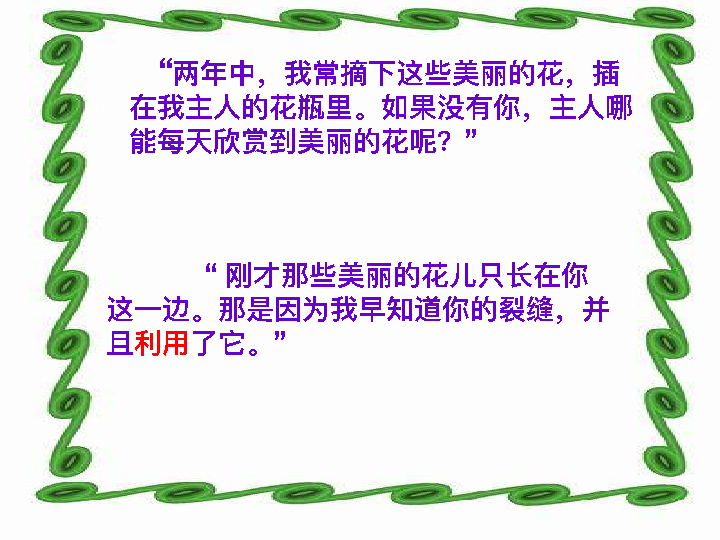 “两年中，我常摘下这些美丽的花，插
在我主人的花瓶里。如果没有你，主人哪
能每天欣赏到美丽的花呢？”
“ 刚才那些美丽的花儿只长在你
这一边。那是因为我早知道你的裂缝，并
且利用了它。”